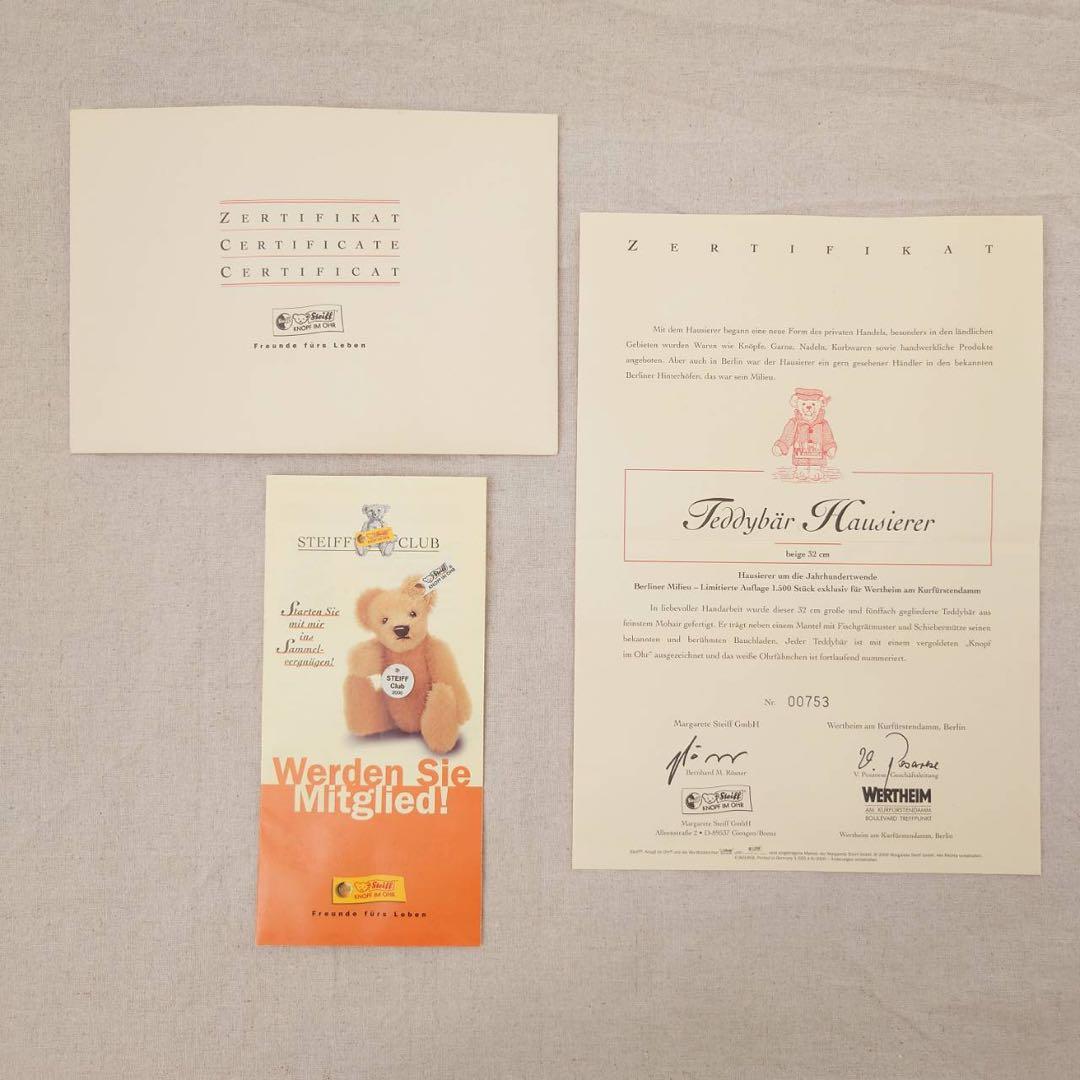 ZERTIFIKAT
CERTIFICATE
CERTIFICAT
Steiff
KNOPF IM OHR
Freunde fürs Leben
STEIFF CLUB
Steiff
KNOPF IM OHR
Starten Sie
mit mir
ins
Sammel-
vergnügen!
STEIFF
Club
2000
Werden Sie
Mitglied!
Steiff
KNOPF IM OHR
Freunde fürs Leben
ZERTIFIKAT
Mit dem Hausierer begann eine neue Form des privaten Handels, besonders in den ländlichen
Gebieten wurden Waren wie Knöpfe, Garne, Nadeln, Korbwaren sowie handwerkliche Produkte
angeboten. Aber auch in Berlin war der Hausierer ein gern gesehener Händler in den bekannten
Berliner Hinterhöfen, das war sein Milieu.
Teddybär Hausierer
beige 32 cm
Hausierer um die Jahrhundertwende
Berliner Milieu – Limitierte Auflage 1.500 Stück exklusiv für Wertheim am Kurfürstendamm
In liebevoller Handarbeit wurde dieser 32 cm große und fünffach gegliederte Teddybär aus
feinstem Mohair gefertigt. Er trägt neben einem Mantel mit Fischgrätmuster und Schiebermütze seinen
bekannten und berühmten Bauchladen. Jeder Teddybär ist mit einem vergoldeten „Knopf
im Ohr" ausgezeichnet und das weiße Ohrfähnchen ist fortlaufend nummeriert.
Nr. 00753
Margarete Steiff GmbH
Wertheim am Kurfürstendamm, Berlin
Bernhard M. Rösner
V. Posarese Geschäftsleitung
Steiff
KNOPF IM OHR
WERTHEIM
AM KURFÜRSTENDAMM
BOULEVARD TREFFPUNKT
Margarete Steiff GmbH
Alleenstraße 2 • D-89537 Giengen/Brenz
Wertheim am Kurfürstendamm, Berlin